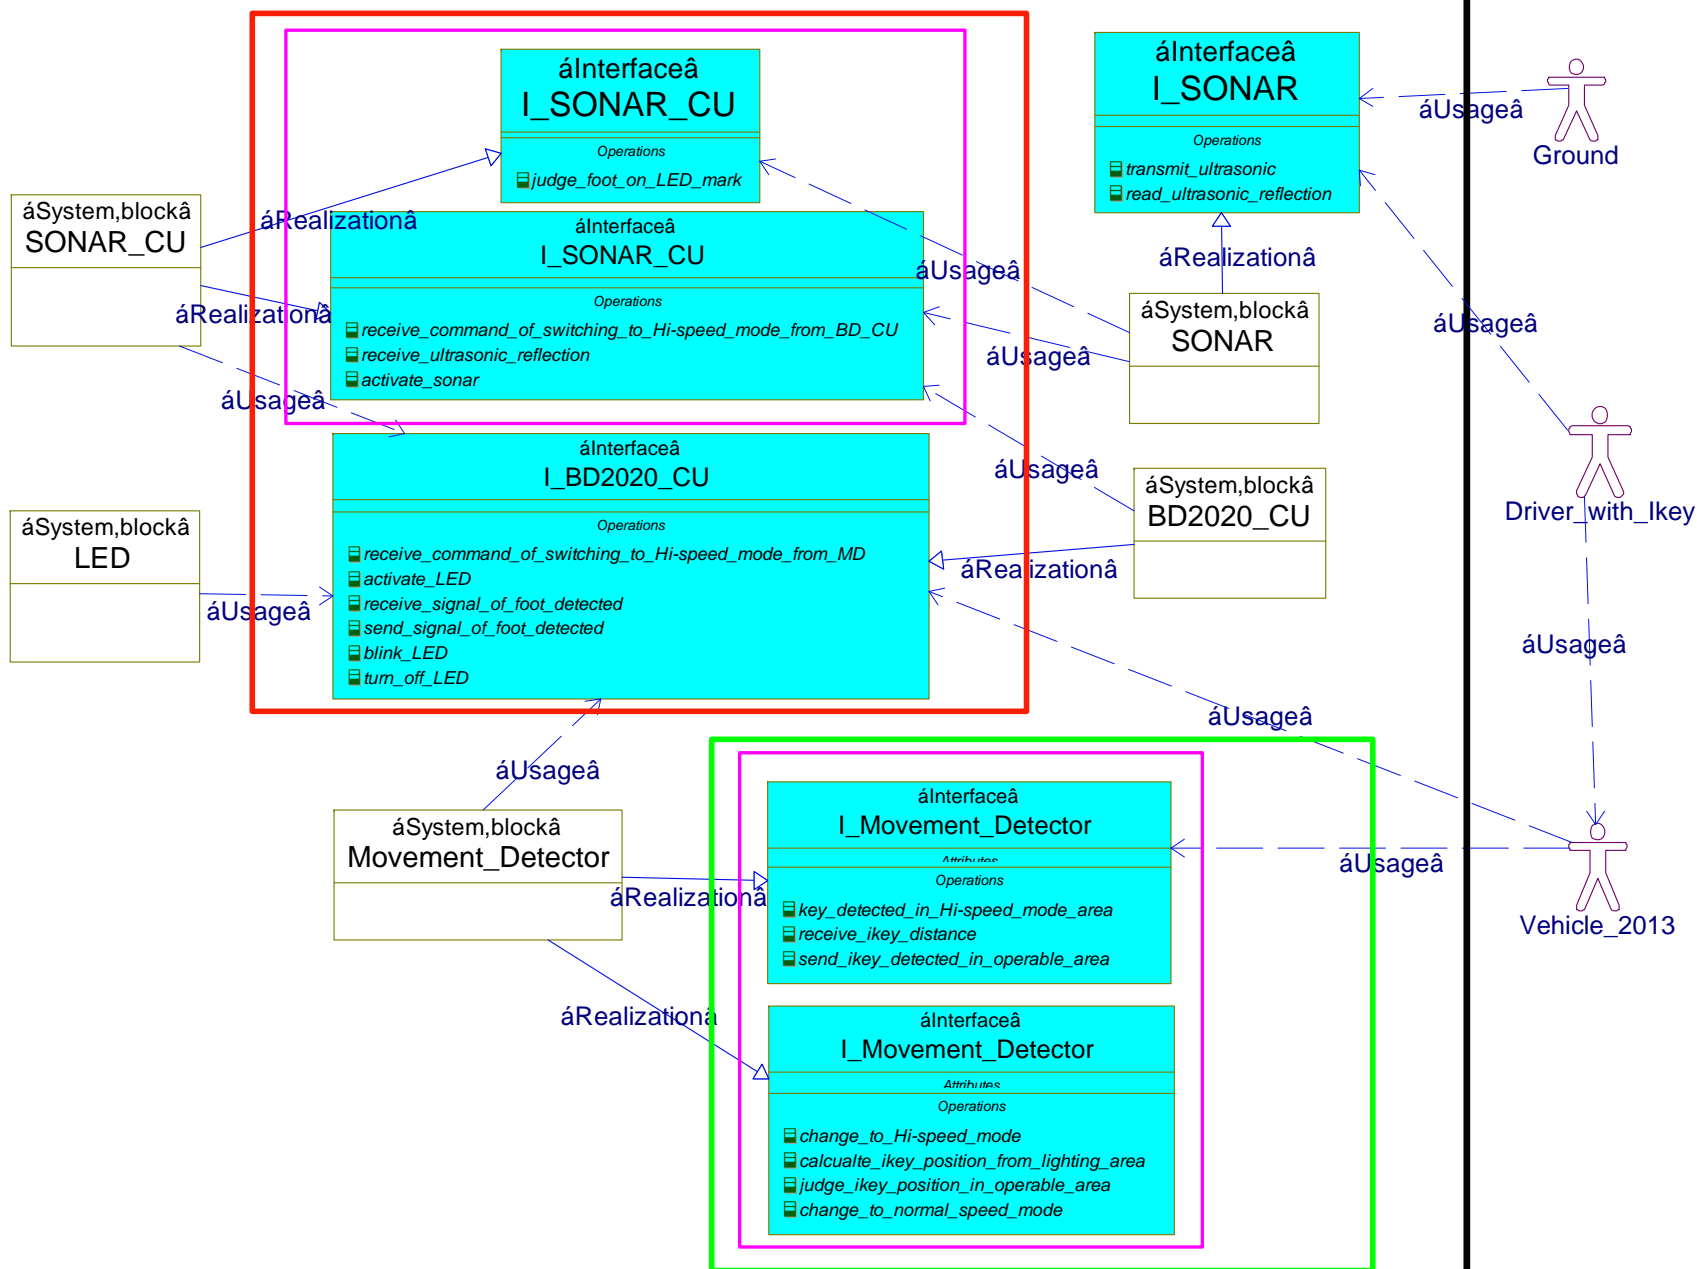 áInterfaceâ
I_SONAR_CU
Operations
judge_foot_on_LED_mark
áInterfaceâ
I_SONAR
Operations
transmit_ultrasonic
read_ultrasonic_reflection
áUsageâ
Ground
áSystem,blockâ
SONAR_CU
áRealizationâ
áRealizationâ
áUsageâ
áInterfaceâ
I_SONAR_CU
Operations
receive_command_of_switching_to_Hi-speed_mode_from_BD_CU
receive_ultrasonic_reflection
activate_sonar
áUsageâ
áUsageâ
áUsageâ
áRealizationâ
áSystem,blockâ
SONAR
áUsageâ
Driver_with_Ikey
áUsageâ
áInterfaceâ
I_BD2020_CU
Operations
receive_command_of_switching_to_Hi-speed_mode_from_MD
activate_LED
receive_signal_of_foot_detected
send_signal_of_foot_detected
blink_LED
turn_off_LED
áSystem,blockâ
BD2020_CU
áRealizationâ
áSystem,blockâ
LED
áUsageâ
áUsageâ
áUsageâ
áSystem,blockâ
Movement_Detector
áRealizationâ
áRealizationâ
áInterfaceâ
I_Movement_Detector
Attributes
Operations
key_detected_in_Hi-speed_mode_area
receive_ikey_distance
send_ikey_detected_in_operable_area
áUsageâ
Vehicle_2013
áInterfaceâ
I_Movement_Detector
Attributes
Operations
change_to_Hi-speed_mode
calcualte_ikey_position_from_lighting_area
judge_ikey_position_in_operable_area
change_to_normal_speed_mode